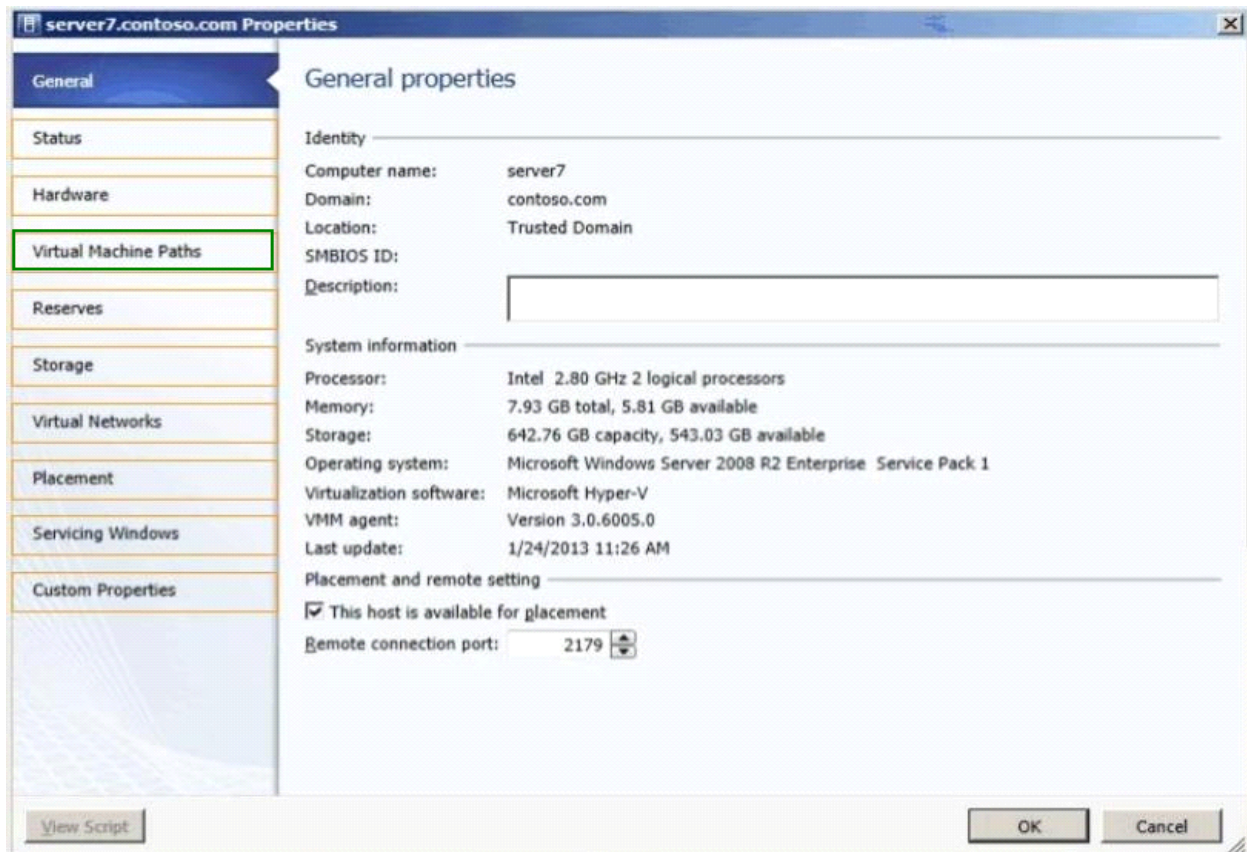 server7.contoso.com Properties
General
Status
Hardware
Virtual Machine Paths
Reserves
Storage
Virtual Networks
Placement
Servicing Windows
Custom Properties
General properties
Identity
Computer name: server7
Domain: contoso.com
Location: Trusted Domain
SMBIOS ID:
Description:
System information
Processor: Intel 2.80 GHz 2 logical processors
Memory: 7.93 GB total, 5.81 GB available
Storage: 642.76 GB capacity, 543.03 GB available
Operating system: Microsoft Windows Server 2008 R2 Enterprise Service Pack 1
Virtualization software: Microsoft Hyper-V
VMM agent: Version 3.0.6005.0
Last update: 1/24/2013 11:26 AM
Placement and remote setting
This host is available for placement
Remote connection port: 2179
View Script
OK
Cancel